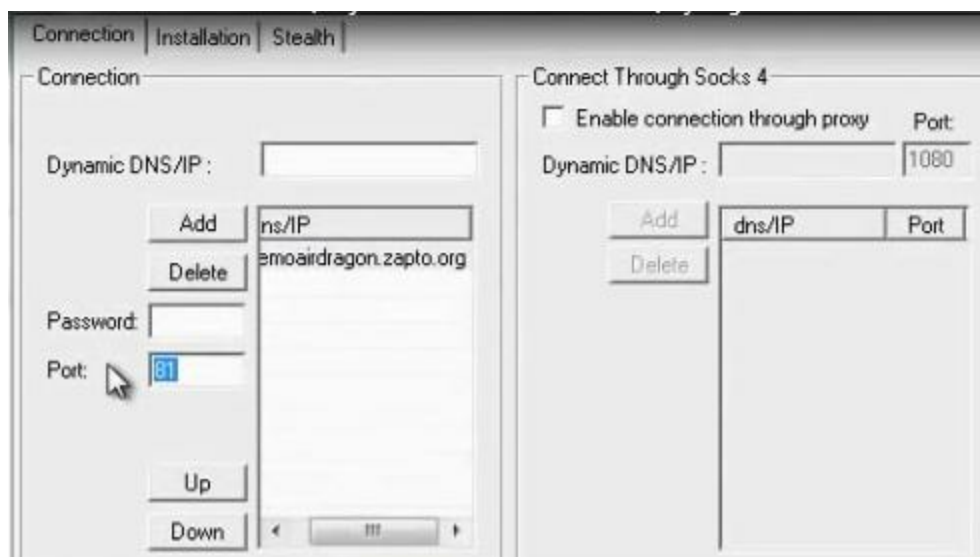 Connection Installation Stealth
Connection
Dynamic DNS/IP :
Add
Delete
ns/IP
emoairdragon.zapto.org
Password:
Port: 81
Up
Down
Connect Through Socks 4
Enable connection through proxy
Port:
Dynamic DNS/IP :
1080
Add
Delete
dns/IP Port